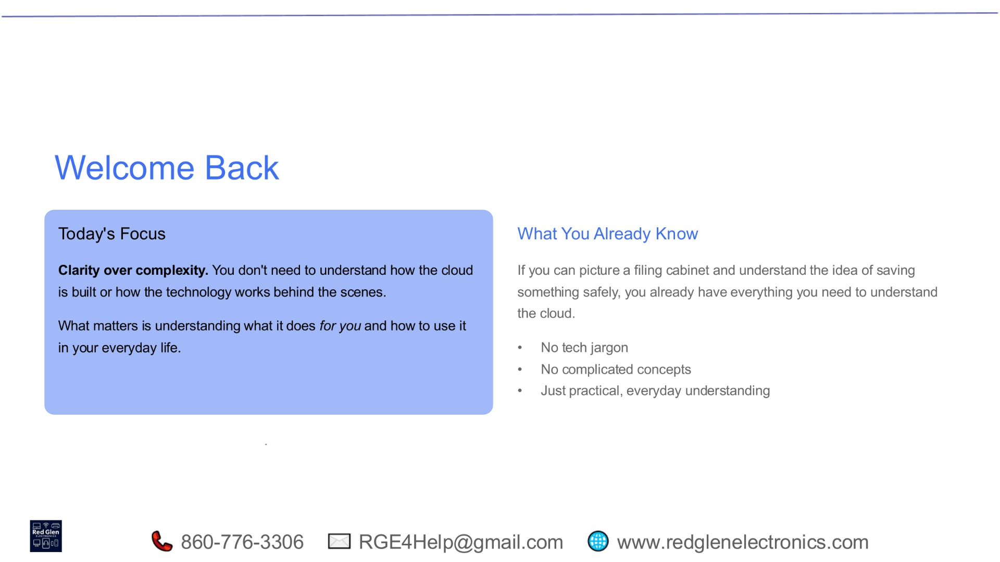 Welcome Back
Today's Focus
Clarity over complexity. You don't need to understand how the cloud
is built or how the technology works behind the scenes.
What matters is understanding what it does for you and how to use it
in your everyday life.
What You Already Know
If you can picture a filing cabinet and understand the idea of saving
something safely, you already have everything you need to understand
the cloud.
• No tech jargon
• No complicated concepts
• Just practical, everyday understanding
.
Red Glen
ELECTRONICS
860-776-3306
RGE4Help@gmail.com
www.redglenelectronics.com